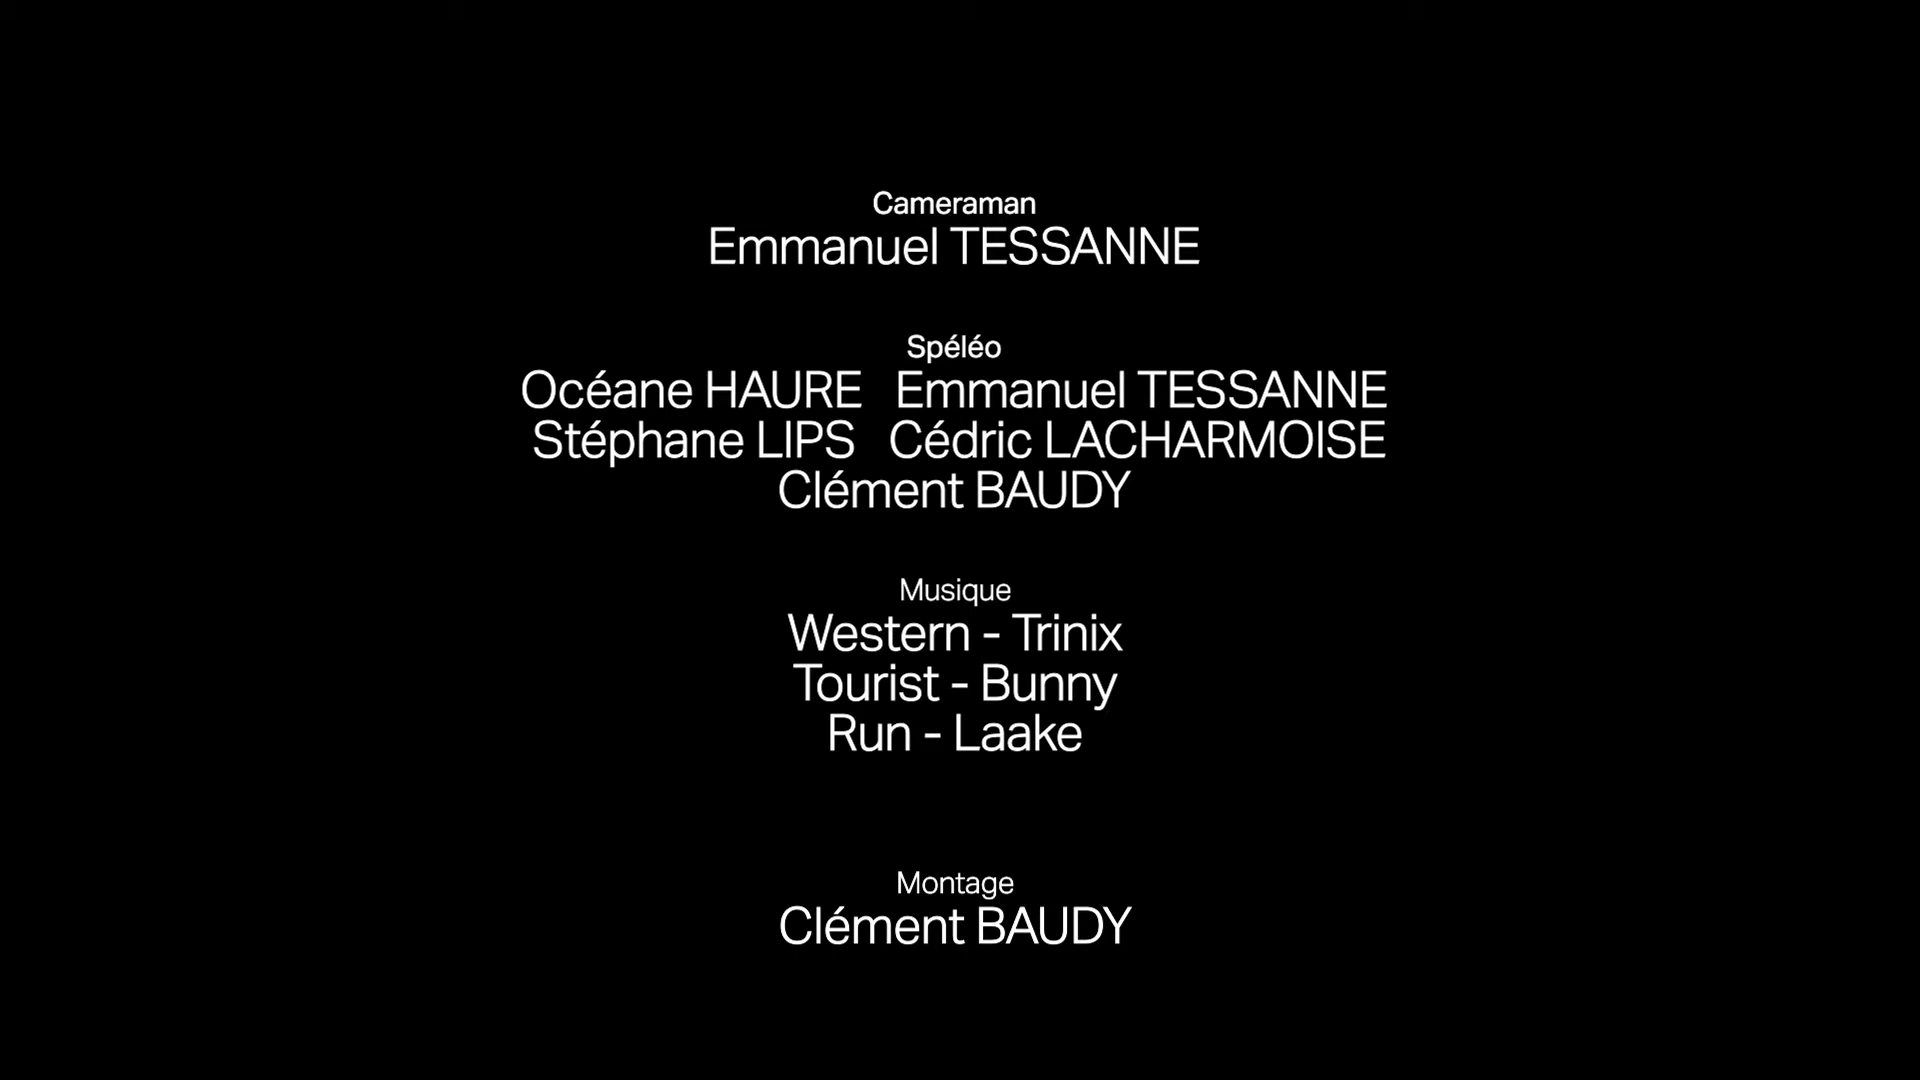 Cameraman
Emmanuel TESSANNE
Spéléo
Océane HAURE Emmanuel TESSANNE
Stéphane LIPS Cédric LACHARMOISE
Clément BAUDY
Musique
Western - Trinix
Tourist - Bunny
Run - Laake
Montage
Clément BAUDY